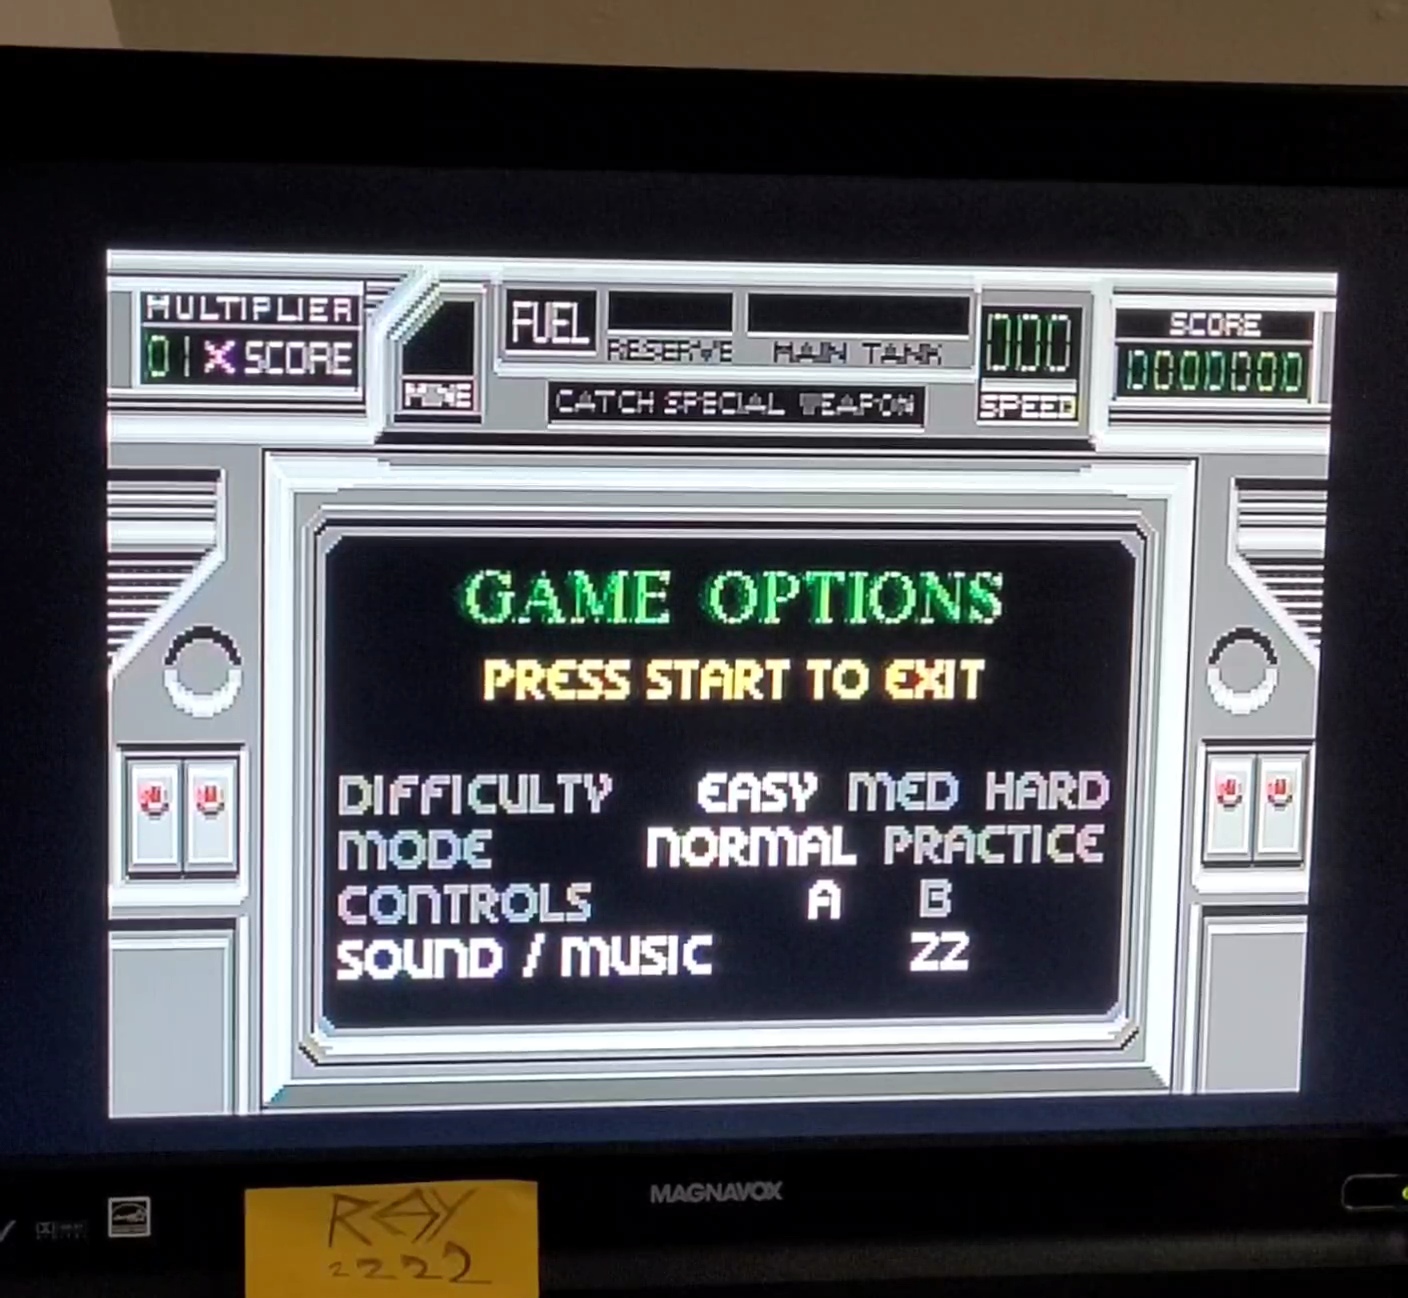 MULTIPLIER
01 X SCORE
MINE
FUEL
RESERVE
MAIN TANK
CATCH SPECIAL WEAPON
000
SPEED
SCORE
0000000
GAME OPTIONS
PRESS START TO EXIT
DIFFICULTY EASY MED HARD
MODE NORMAL PRACTICE
CONTROLS A B
SOUND / MUSIC 22
MAGNAVOX
RAY
2222